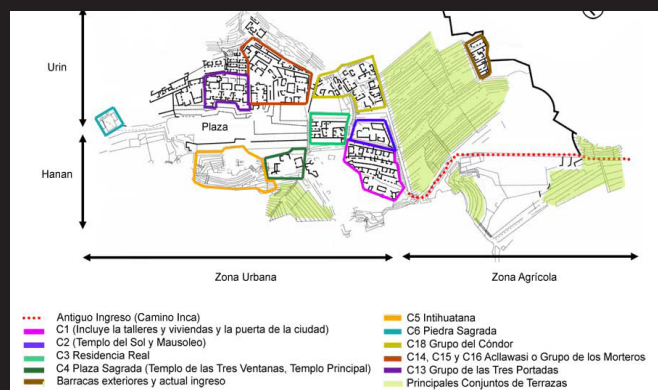 Urin
Plaza
Hanan
Zona Urbana
Zona Agrícola
Antiguo Ingreso (Camino Inca)
C1 (Incluye la talleres y viviendas y la puerta de la ciudad)
C2 (Templo del Sol y Mausoleo)
C3 Residencia Real
C4 Plaza Sagrada (Templo de las Tres Ventanas, Templo Principal)
Barracas exteriores y actual ingreso
C5 Intihuatana
C6 Piedra Sagrada
C18 Grupo del Cóndor
C14, C15 y C16 Acllawasi o Grupo de los Morteros
C13 Grupo de las Tres Portadas
Principales Conjuntos de Terrazas